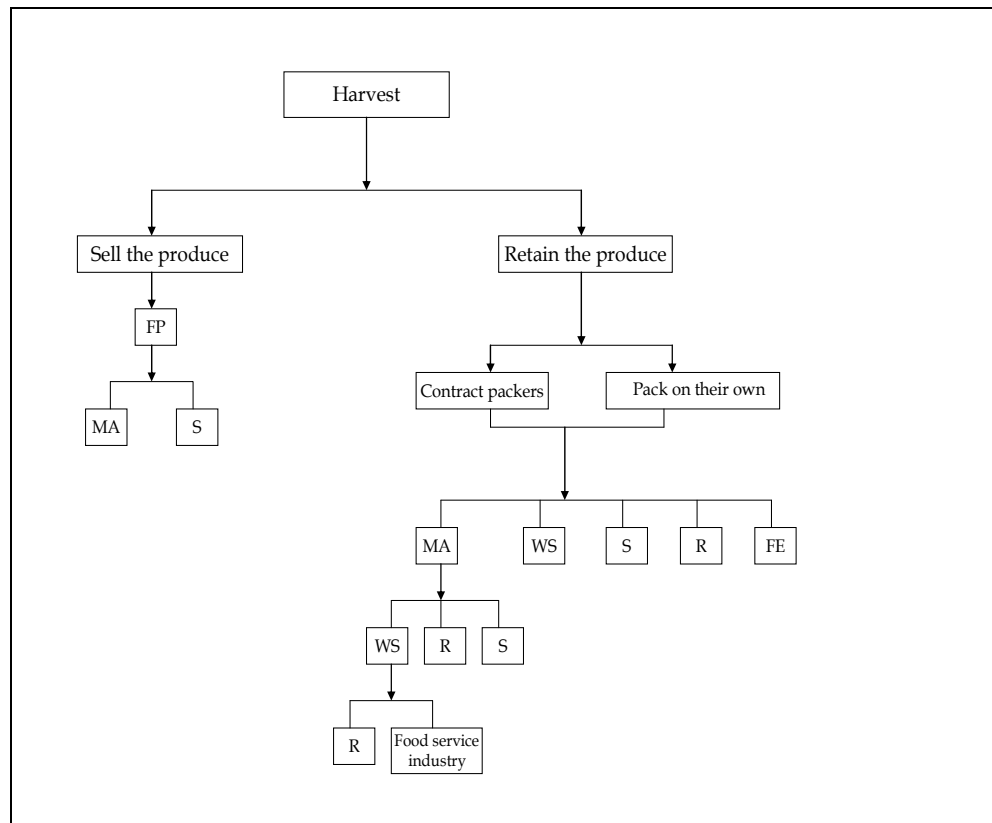 Harvest
Sell the produce
Retain the produce
FP
Contract packers
Pack on their own
MA
S
MA
WS
S
R
FE
WS
R
S
R
Food service
industry